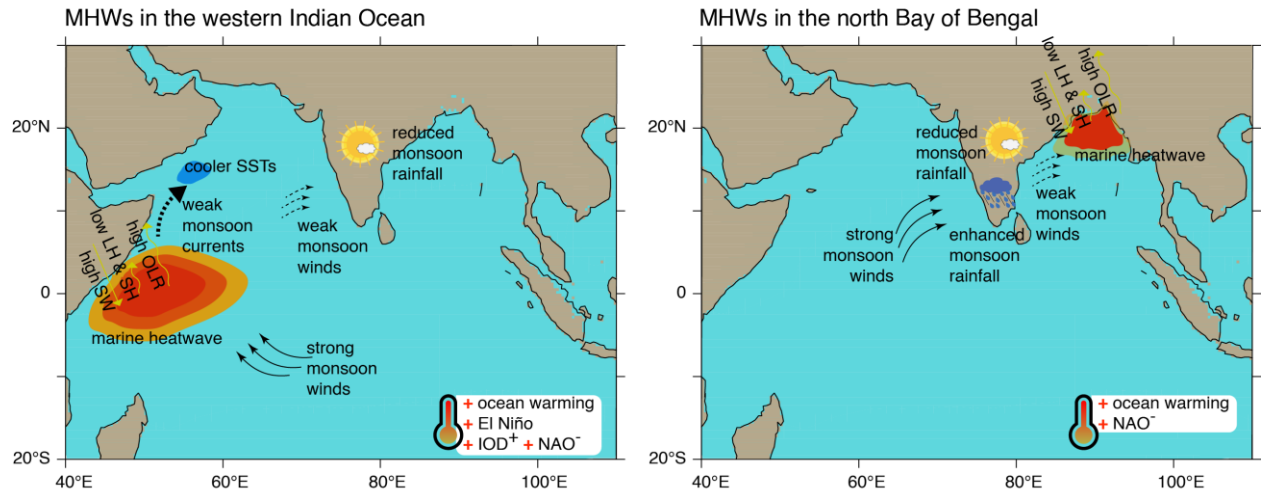 MHWs in the western Indian Ocean
20°N
0
20°S
40°E
60°E
80°E
100°E
cooler SSTs
weak
monsoon
currents
low LH & SH
high OLR
high SW
marine heatwave
weak
monsoon
winds
reduced
monsoon
rainfall
strong
monsoon
winds
+ ocean warming
+ El Niño
+ IOD+ + NAO-
MHWs in the north Bay of Bengal
20°N
0
20°S
40°E
60°E
80°E
100°E
low LH & SH
high OLR
high SW
marine heatwave
reduced
monsoon
rainfall
weak
monsoon
winds
strong
monsoon
winds
enhanced
monsoon
rainfall
+ ocean warming
+ NAO-